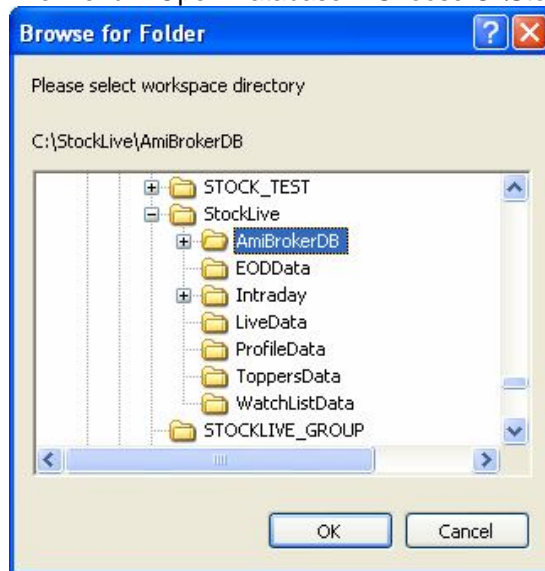 Browse for Folder
Please select workspace directory
C:\StockLive\AmiBrokerDB
STOCK_TEST
StockLive
AmiBrokerDB
EODData
Intraday
LiveData
ProfileData
ToppersData
WatchListData
STOCKLIVE_GROUP
OK Cancel